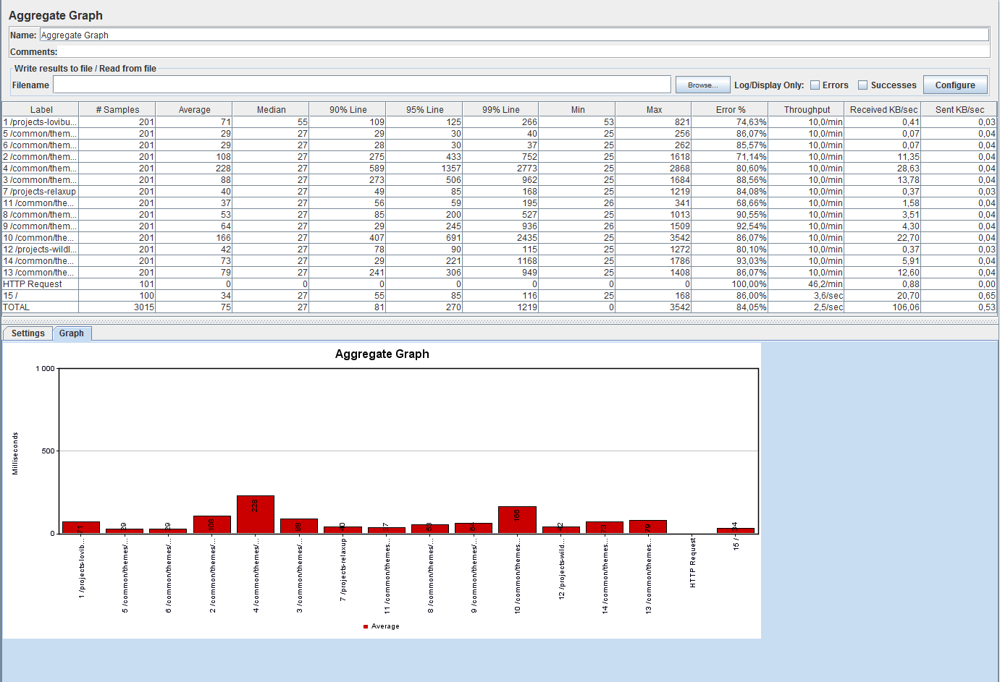 Aggregate Graph
Name: Aggregate Graph
Comments:
Write results to file / Read from file
Filename Browse... Log/Display Only: Errors Successes Configure
Label # Samples Average Median 90% Line 95% Line 99% Line Min Max Error % Throughput Received KB/sec Sent KB/sec
1 /projects-lovibu... 201 71 55 109 125 266 53 821 74,63% 10,0/min 0,41 0,03
5 /common/them... 201 29 27 29 30 40 25 256 86,07% 10,0/min 0,07 0,04
6 /common/them... 201 29 27 28 30 37 25 262 85,57% 10,0/min 0,07 0,04
2 /common/them... 201 108 27 275 433 752 25 1618 71,14% 10,0/min 11,35 0,04
4 /common/them... 201 228 27 589 1357 2773 25 2868 80,60% 10,0/min 28,63 0,04
3 /common/them... 201 88 27 273 506 962 25 1684 88,56% 10,0/min 13,78 0,04
7 /projects-relaxup 201 40 27 49 85 168 25 1219 84,08% 10,0/min 0,37 0,03
11 /common/the... 201 37 27 56 59 195 26 341 68,66% 10,0/min 1,58 0,04
8 /common/them... 201 53 27 85 200 527 25 1013 90,55% 10,0/min 3,51 0,04
9 /common/them... 201 64 27 29 245 936 26 1509 92,54% 10,0/min 4,30 0,04
10 /common/the... 201 166 27 407 691 2435 25 3542 86,07% 10,0/min 22,70 0,04
12 /projects-wildl... 201 42 27 78 90 115 25 1272 80,10% 10,0/min 0,37 0,03
14 /common/the... 201 73 27 29 221 1168 25 1786 93,03% 10,0/min 5,91 0,04
13 /common/the... 201 79 27 241 306 949 25 1408 86,07% 10,0/min 12,60 0,04
HTTP Request 101 0 0 0 0 0 0 0 100,00% 46,2/min 0,88 0,00
15 / 100 34 27 55 85 116 25 168 86,00% 3,6/sec 20,70 0,65
TOTAL 3015 75 27 81 270 1219 0 3542 84,05% 2,5/sec 106,06 0,53
Settings Graph
Aggregate Graph
1 000
500
0
Milliseconds
71 29 29 108 228 88 40 37 53 64 166 42 73 79 34
1 /projects-lovib...
5 /common/themes/...
6 /common/themes/...
2 /common/themes/...
4 /common/themes/...
3 /common/themes/...
7 /projects-relaxup
11 /common/themes...
8 /common/themes/...
9 /common/themes/...
10 /common/themes...
12 /projects-wild...
14 /common/themes...
13 /common/themes...
HTTP Request
15 /
Average